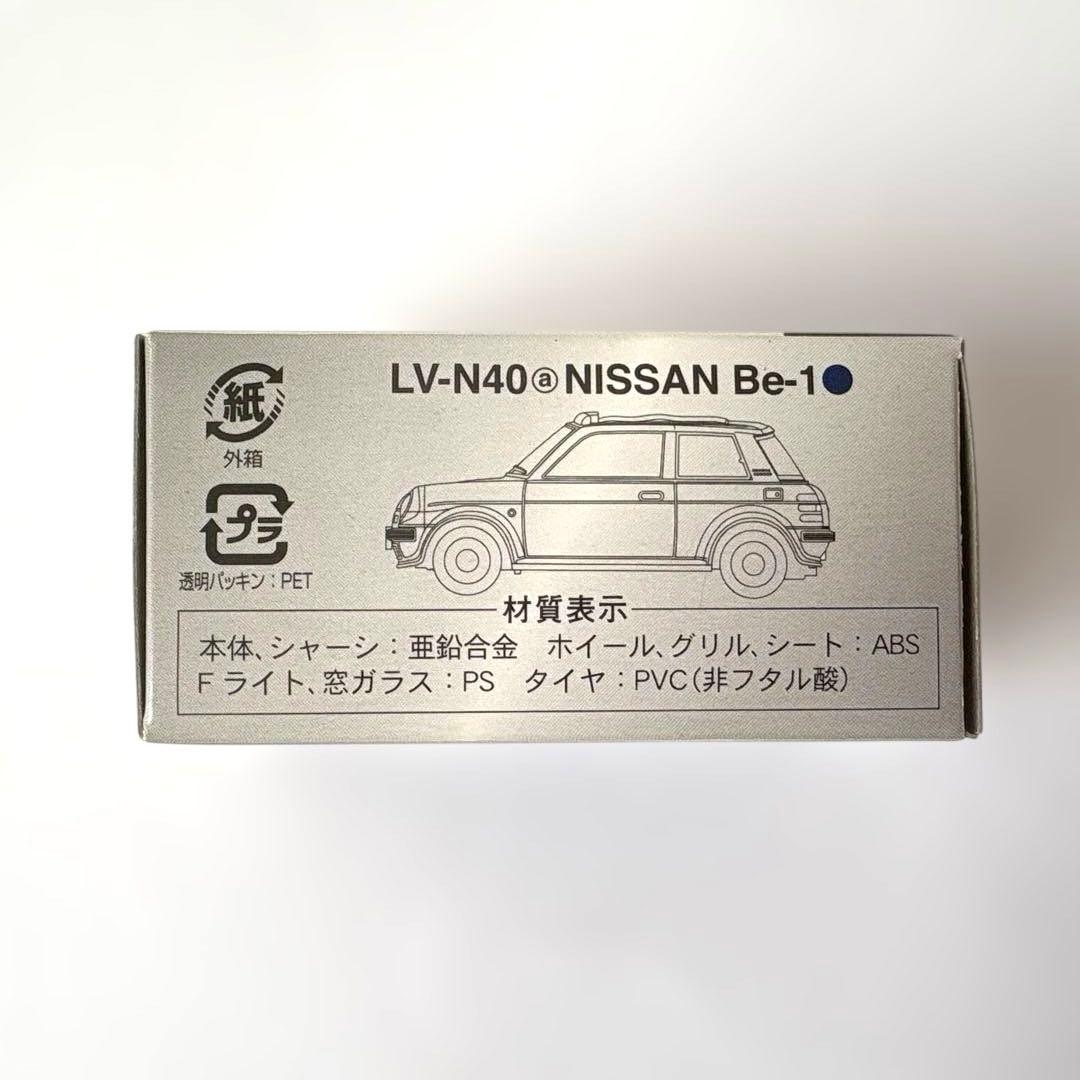 LV-N40ⓐNISSAN Be-1
紙
外箱
プラ
透明パッキン：PET
材質表示
本体、シャーシ：亜鉛合金　ホイール、グリル、シート：ABS
Fライト、窓ガラス：PS　タイヤ：PVC（非フタル酸）